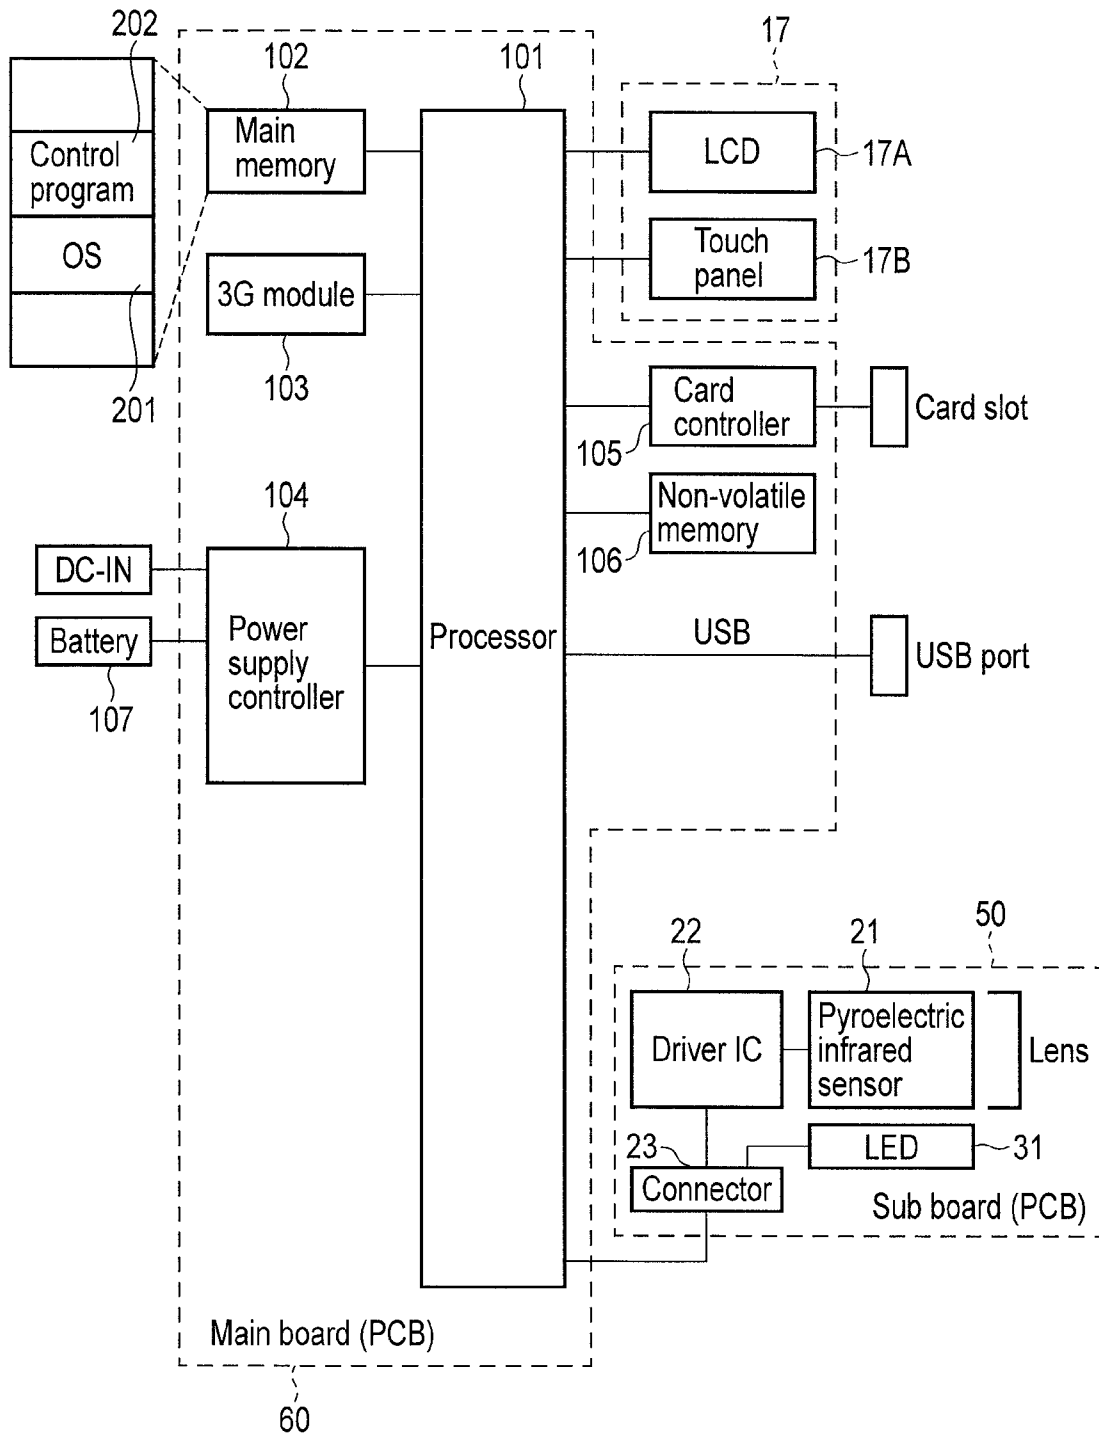 202
102
101
17
Control
program
OS
201
Main
memory
LCD
17A
Touch
panel
17B
3G module
103
Card
controller
105
Card slot
Non-volatile
memory
106
104
DC-IN
Battery
107
Power
supply
controller
Processor
USB
USB port
50
22
21
Driver IC
Pyroelectric
infrared
sensor
Lens
23
Connector
LED
31
Sub board (PCB)
Main board (PCB)
60